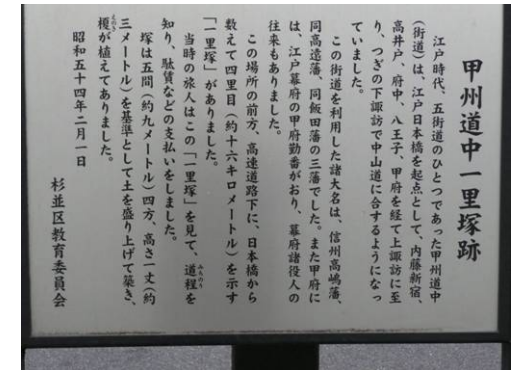 甲州道中一里塚跡
江戸時代、五街道のひとつであった甲州道中
(街道)は、江戸日本橋を起点として、内藤新宿、
高井戸、府中、八王子、甲府を経て上諏訪に至
り、つぎの下諏訪で中山道に合するようになっ
ていました。
この街道を利用した諸大名は、信州高嶋藩、
同高遠藩、同飯田藩の三藩でした。また甲府に
は、江戸幕府の甲府勤番がおり、幕府諸役人の
往来もありました。
この場所の前方、高速道路下に、日本橋から
数えて四里目(約十六キロメートル)を示す
「一里塚」がありました。
当時の旅人はこの「一里塚」を見て、道程を
知り、駄賃などの支払いをしました。
塚は五間(約九メートル)四方、高さ一丈(約
三メートル)を基準として土を盛り上げて築き、
榎が植えてありました。
昭和五十四年二月一日
杉並区教育委員会